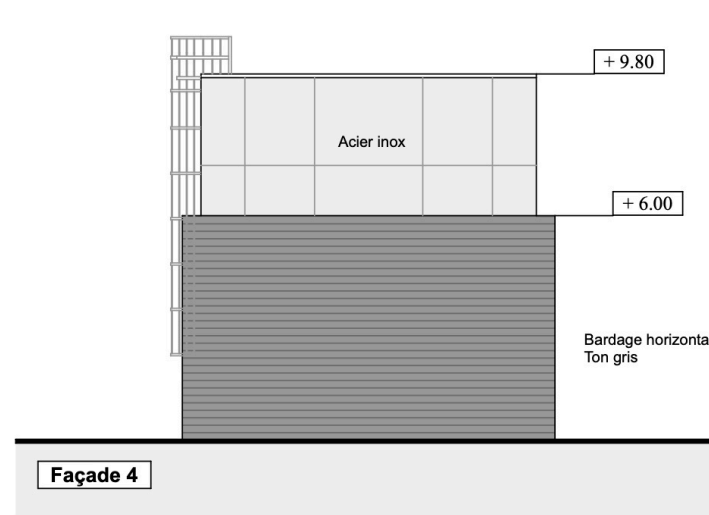 + 9.80
Acier inox
+ 6.00
Bardage horizonta
Ton gris
Façade 4